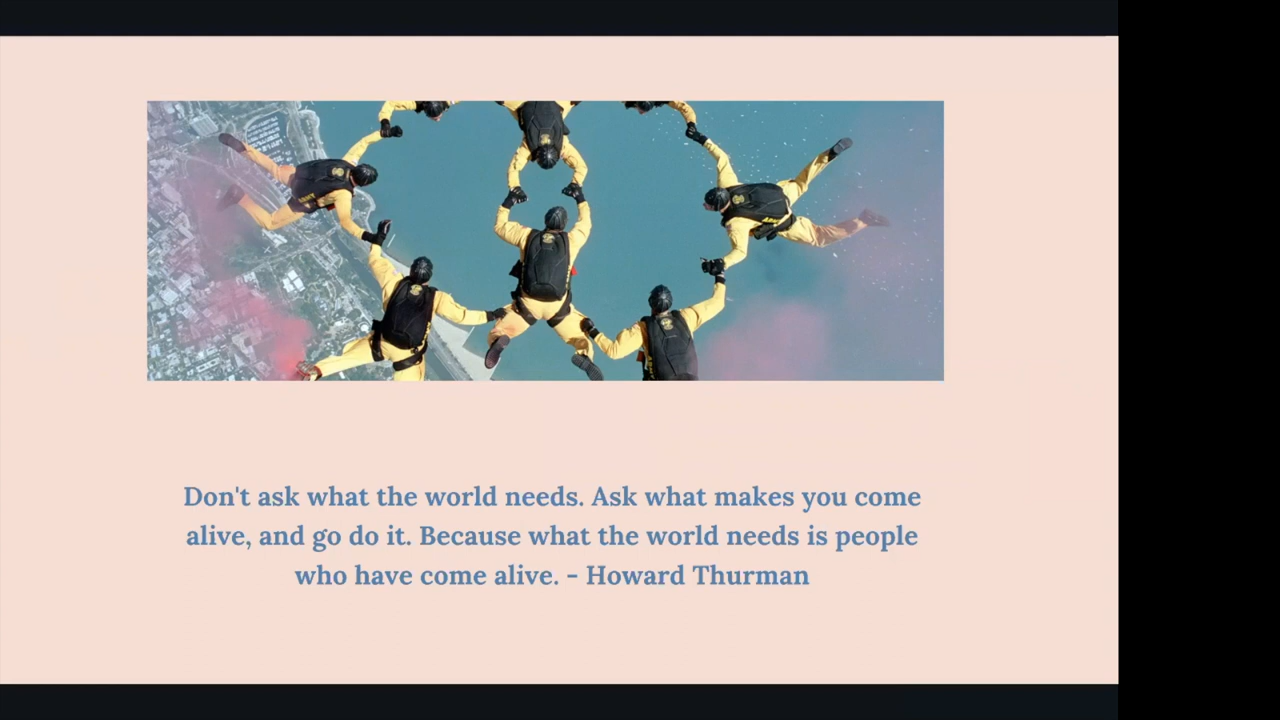 Don't ask what the world needs. Ask what makes you come
alive, and go do it. Because what the world needs is people
who have come alive. - Howard Thurman